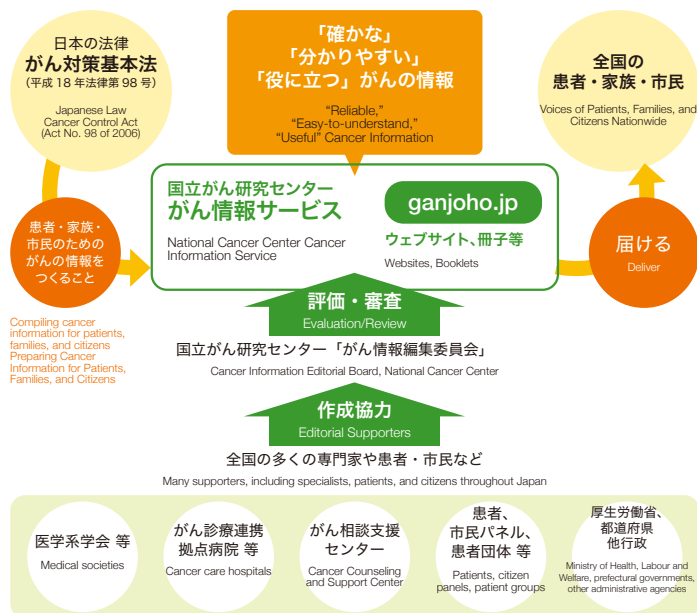 日本の法律
がん対策基本法
（平成 18 年法律第 98 号）
Japanese Law
Cancer Control Act
(Act No. 98 of 2006)
「確かな」
「分かりやすい」
「役に立つ」がんの情報
“Reliable,”
“Easy-to-understand,”
“Useful” Cancer Information
全国の
患者・家族・市民
Voices of Patients, Families, and
Citizens Nationwide
患者・家族・
市民のための
がんの情報を
つくること
Compiling cancer
information for patients,
families, and citizens
Preparing Cancer
Information for Patients,
Families, and Citizens
国立がん研究センター
がん情報サービス
National Cancer Center Cancer
Information Service
ganjoho.jp
ウェブサイト、冊子等
Websites, Booklets
届ける
Deliver
評価・審査
Evaluation/Review
国立がん研究センター「がん情報編集委員会」
Cancer Information Editorial Board, National Cancer Center
作成協力
Editorial Supporters
全国の多くの専門家や患者・市民など
Many supporters, including specialists, patients, and citizens throughout Japan
医学系学会 等
Medical societies
がん診療連携
拠点病院 等
Cancer care hospitals
がん相談支援
センター
Cancer Counseling
and Support Center
患者、
市民パネル、
患者団体 等
Patients, citizen
panels, patient groups
厚生労働省、
都道府県
他行政
Ministry of Health, Labour and
Welfare, prefectural governments,
other administrative agencies